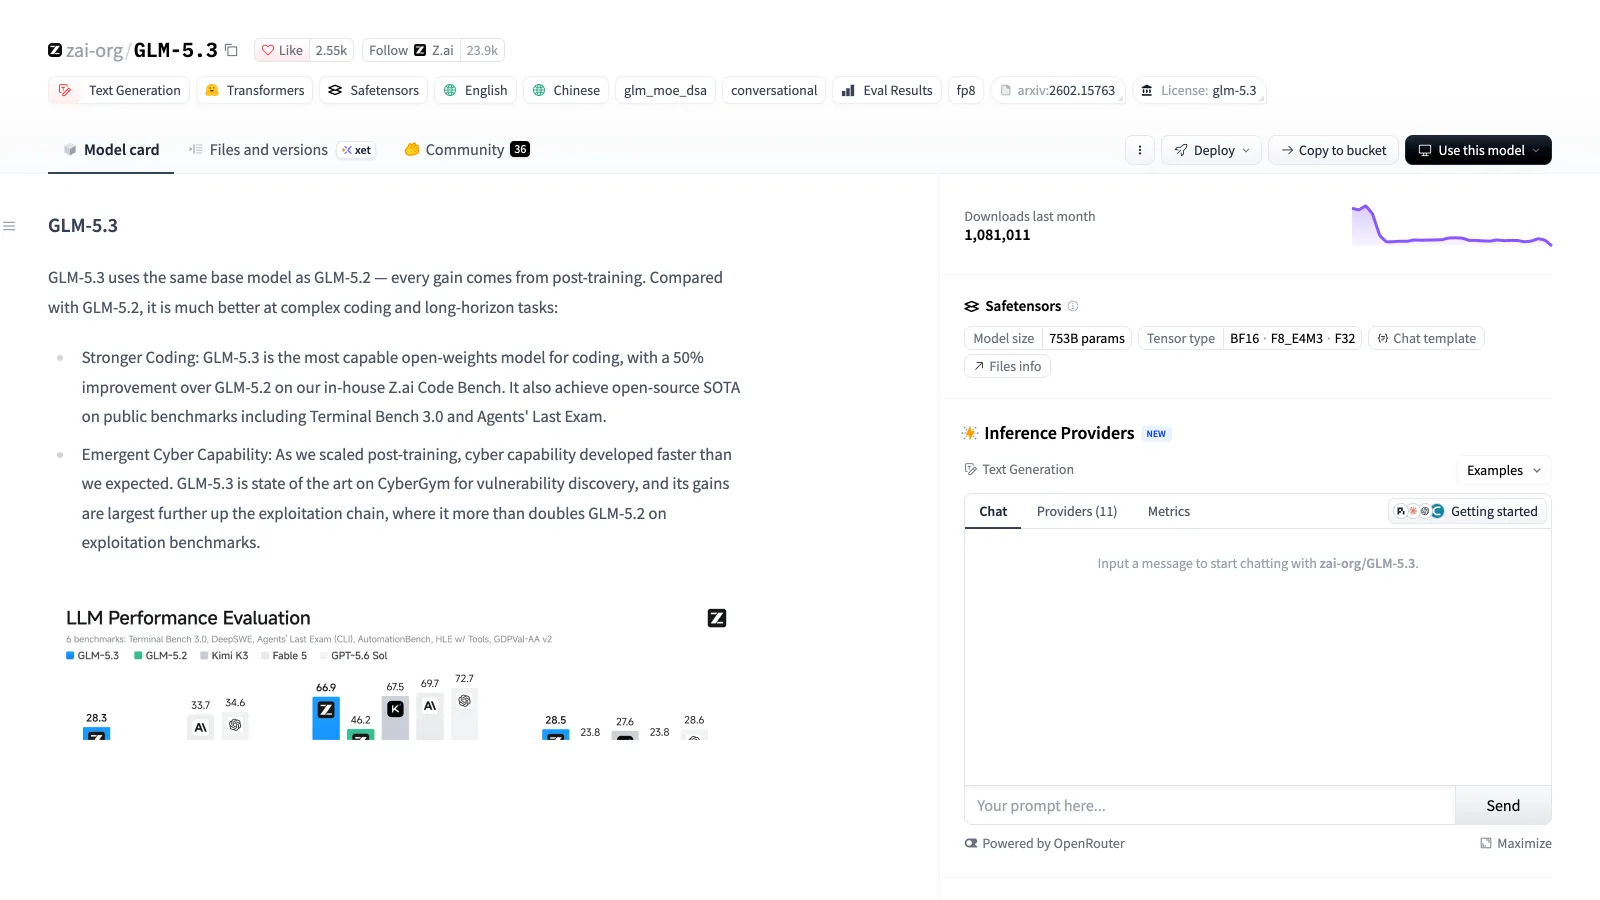 zai-org/GLM-5.3
Like 2.55k
Follow Z.ai 23.9k
Text Generation
Transformers
Safetensors
English
Chinese
glm_moe_dsa
conversational
Eval Results
fp8
arxiv:2602.15763
License: glm-5.3
Model card
Files and versions
xet
Community 36
Deploy
Copy to bucket
Use this model
GLM-5.3
GLM-5.3 uses the same base model as GLM-5.2 — every gain comes from post-training. Compared
with GLM-5.2, it is much better at complex coding and long-horizon tasks:
Stronger Coding: GLM-5.3 is the most capable open-weights model for coding, with a 50%
improvement over GLM-5.2 on our in-house Z.ai Code Bench. It also achieve open-source SOTA
on public benchmarks including Terminal Bench 3.0 and Agents' Last Exam.
Emergent Cyber Capability: As we scaled post-training, cyber capability developed faster than
we expected. GLM-5.3 is state of the art on CyberGym for vulnerability discovery, and its gains
are largest further up the exploitation chain, where it more than doubles GLM-5.2 on
exploitation benchmarks.
LLM Performance Evaluation
6 benchmarks: Terminal Bench 3.0, DeepSWE, Agents' Last Exam (CLI), AutomationBench, HLE w/ Tools, GDPVal-AA v2
GLM-5.3 GLM-5.2 Kimi K3 Fable 5 GPT-5.6 Sol
28.3 33.7 34.6
66.9 46.2 67.5 69.7 72.7
28.5 23.8 27.6 23.8 28.6
Downloads last month
1,081,011
Safetensors
Model size 753B params
Tensor type BF16 · F8_E4M3 · F32
Chat template
Files info
Inference Providers NEW
Text Generation
Examples
Chat
Providers (11)
Metrics
Getting started
Input a message to start chatting with zai-org/GLM-5.3.
Your prompt here...
Send
Powered by OpenRouter
Maximize